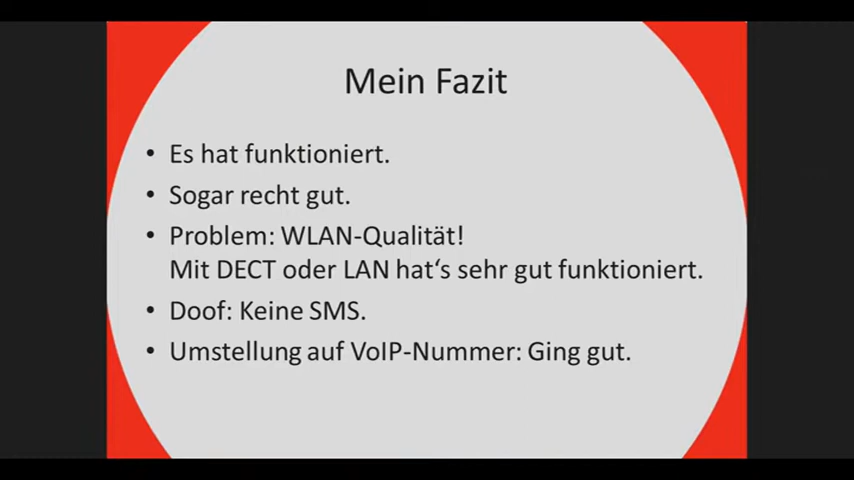 Mein Fazit
• Es hat funktioniert.
• Sogar recht gut.
• Problem: WLAN-Qualität!
Mit DECT oder LAN hat‘s sehr gut funktioniert.
• Doof: Keine SMS.
• Umstellung auf VoIP-Nummer: Ging gut.